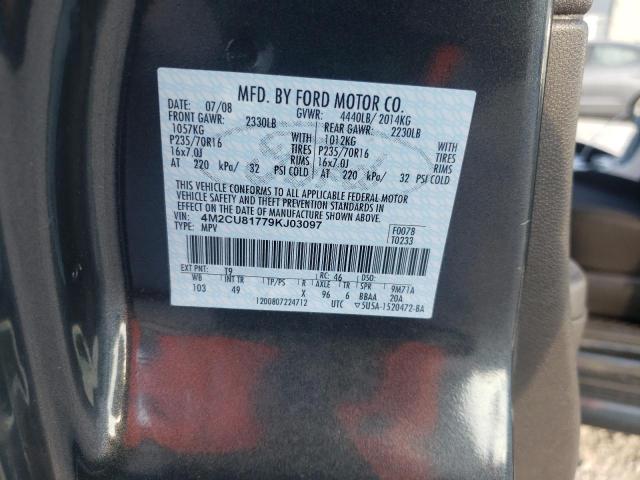 MFD. BY FORD MOTOR CO.
DATE: 07/08 GVWR: 4440LB/ 2014KG
FRONT GAWR: 2330LB REAR GAWR: 2230LB
1057KG WITH 1012KG WITH
P235/70R16 TIRES P235/70R16 TIRES
16x7.0J RIMS 16x7.0J RIMS
AT 220 kPa/ 32 PSI COLD AT 220 kPa/ 32 PSI COLD
THIS VEHICLE CONFORMS TO ALL APPLICABLE FEDERAL MOTOR
VEHICLE SAFETY AND THEFT PREVENTION STANDARDS IN
EFFECT ON THE DATE OF MANUFACTURE SHOWN ABOVE.
VIN: 4M2CU81779KJ03097 F0078
TYPE: MPV T0233
EXT PNT: T9 RC: 46 DSO:
WB INT TR TP/PS R AXLE TR SPR 9M71A
103 49 X 96 6 BBAA 20A
1200807224712 UTC ▽5U5A-1520472-BA